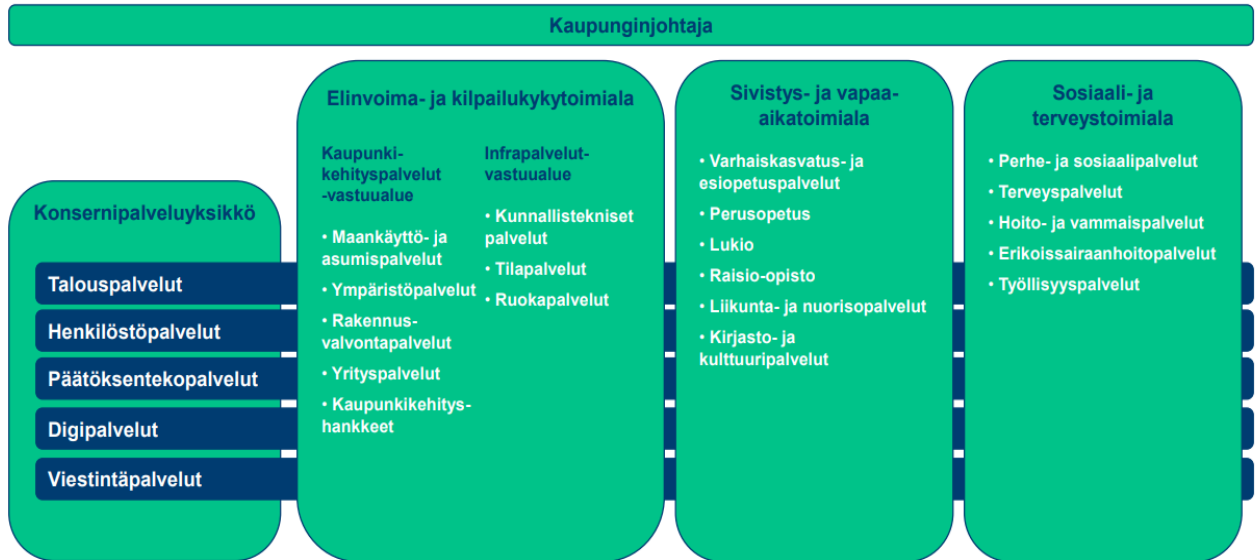 Kaupunginjohtaja
Konsernipalveluyksikkö
Talouspalvelut
Henkilöstöpalvelut
Päätöksentekopalvelut
Digipalvelut
Viestintäpalvelut
Elinvoima- ja kilpailukykytoimiala
Kaupunki-
kehityspalvelut
-vastuualue
• Maankäyttö- ja
asumispalvelut
• Ympäristöpalvelut
• Rakennus-
valvontapalvelut
• Yrityspalvelut
• Kaupunkikehitys-
hankkeet
Infrapalvelut-
vastuualue
• Kunnallistekniset
palvelut
• Tilapalvelut
• Ruokapalvelut
Sivistys- ja vapaa-
aikatoimiala
• Varhaiskasvatus- ja
esiopetuspalvelut
• Perusopetus
• Lukio
• Raisio-opisto
• Liikunta- ja nuorisopalvelut
• Kirjasto- ja
kulttuuripalvelut
Sosiaali- ja
terveystoimiala
• Perhe- ja sosiaalipalvelut
• Terveyspalvelut
• Hoito- ja vammaispalvelut
• Erikoissairaanhoitopalvelut
• Työllisyyspalvelut